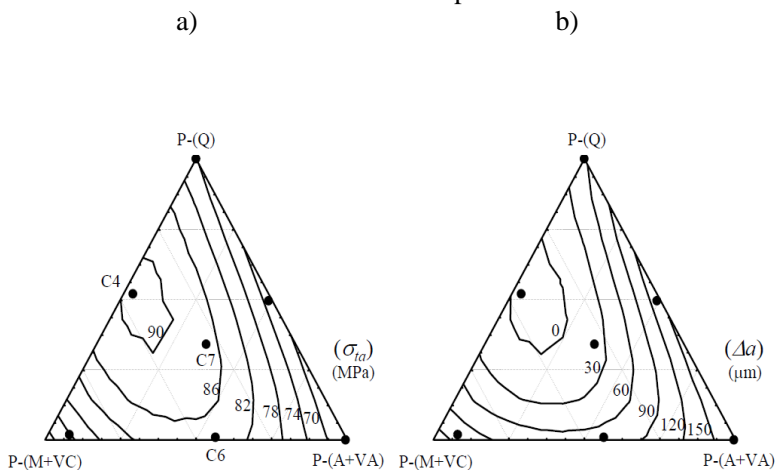 a) b)
P-(Q) P-(Q)
C4
90 0
C7
(σta) (Δa)
(MPa) (μm)
86 30
82 78 74 70 60 90 120 150
P-(M+VC) C6 P-(A+VA) P-(M+VC) P-(A+VA)